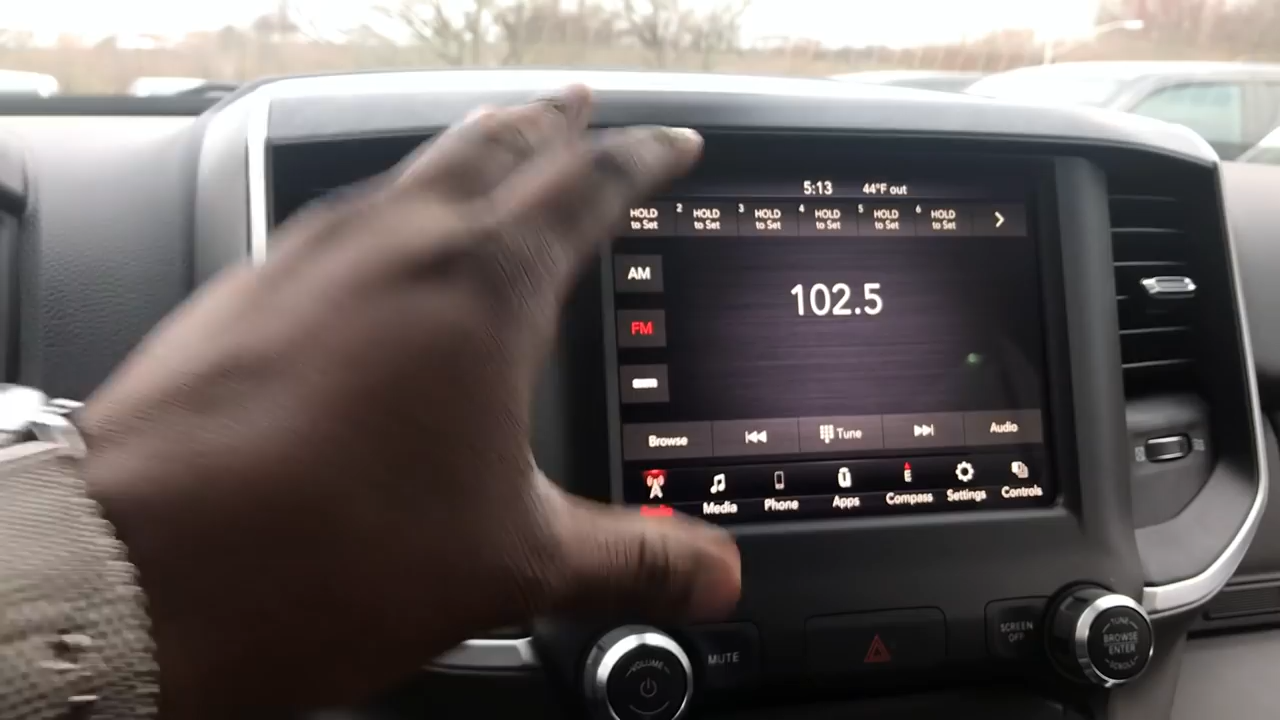 5:13 44°F out
HOLD to Set
2 HOLD to Set
3 HOLD to Set
4 HOLD to Set
5 HOLD to Set
6 HOLD to Set
AM
102.5
FM
Browse
Tune
Audio
Media
Phone
Apps
E
Compass
Settings
Controls
VOLUME
MUTE
SCREEN
OFF
TUNE
BROWSE
ENTER
SCROLL